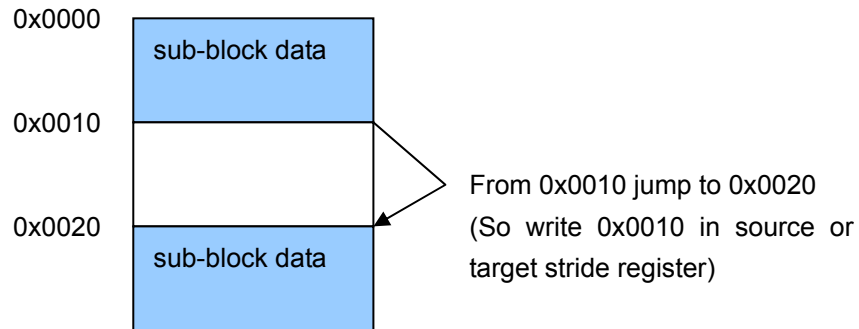 0x0000
sub-block data
0x0010
From 0x0010 jump to 0x0020
(So write 0x0010 in source or
target stride register)
0x0020
sub-block data